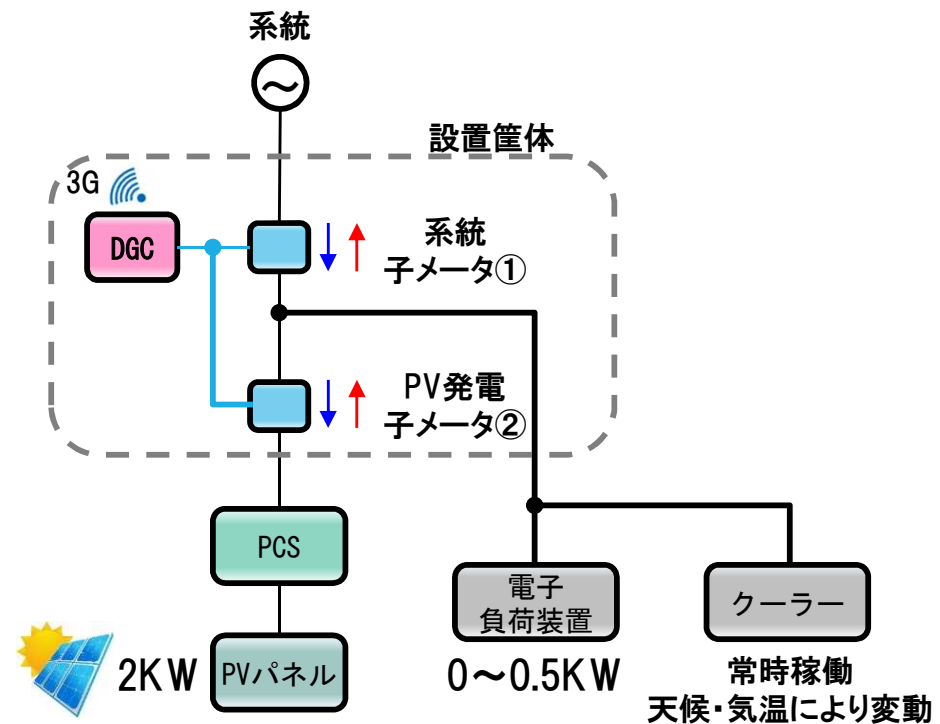 系統
設置筐体
3G
DGC
系統
子メータ①
PV発電
子メータ②
PCS
電子
負荷装置
クーラー
2KW
PVパネル
0～0.5KW
常時稼働
天候・気温により変動